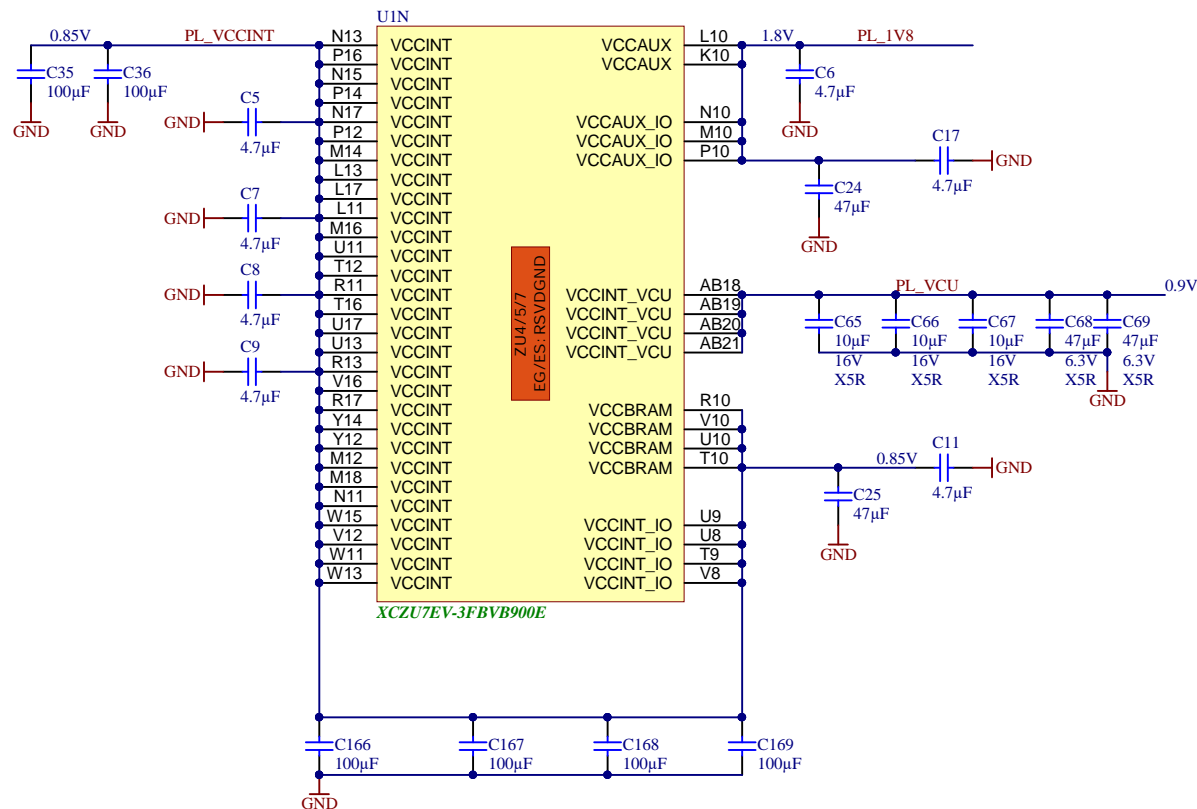 U1N
0.85V
PL_VCCINT
C35
100µF
GND
C36
100µF
GND
GND
C5
4.7µF
GND
C7
4.7µF
GND
C8
4.7µF
GND
C9
4.7µF
N13 VCCINT
P16 VCCINT
N15 VCCINT
P14 VCCINT
N17 VCCINT
P12 VCCINT
M14 VCCINT
L13 VCCINT
L17 VCCINT
L11 VCCINT
M16 VCCINT
U11 VCCINT
T12 VCCINT
R11 VCCINT
T16 VCCINT
U17 VCCINT
U13 VCCINT
R13 VCCINT
V16 VCCINT
R17 VCCINT
Y14 VCCINT
Y12 VCCINT
M12 VCCINT
M18 VCCINT
N11 VCCINT
W15 VCCINT
V12 VCCINT
W11 VCCINT
W13 VCCINT
ZU4/5/7
EG/ES: RSVDGND
VCCAUX L10
VCCAUX K10
VCCAUX_IO N10
VCCAUX_IO M10
VCCAUX_IO P10
VCCINT_VCU AB18
VCCINT_VCU AB19
VCCINT_VCU AB20
VCCINT_VCU AB21
VCCBRAM R10
VCCBRAM V10
VCCBRAM U10
VCCBRAM T10
VCCINT_IO U9
VCCINT_IO U8
VCCINT_IO T9
VCCINT_IO V8
XCZU7EV-3FBVB900E
1.8V
PL_1V8
C6
4.7µF
GND
C17
4.7µF
GND
C24
47µF
GND
PL_VCU
0.9V
C65
10µF
16V
X5R
C66
10µF
16V
X5R
C67
10µF
16V
X5R
C68
47µF
6.3V
X5R
C69
47µF
6.3V
X5R
GND
0.85V
C11
4.7µF
GND
C25
47µF
GND
C166
100µF
C167
100µF
C168
100µF
C169
100µF
GND